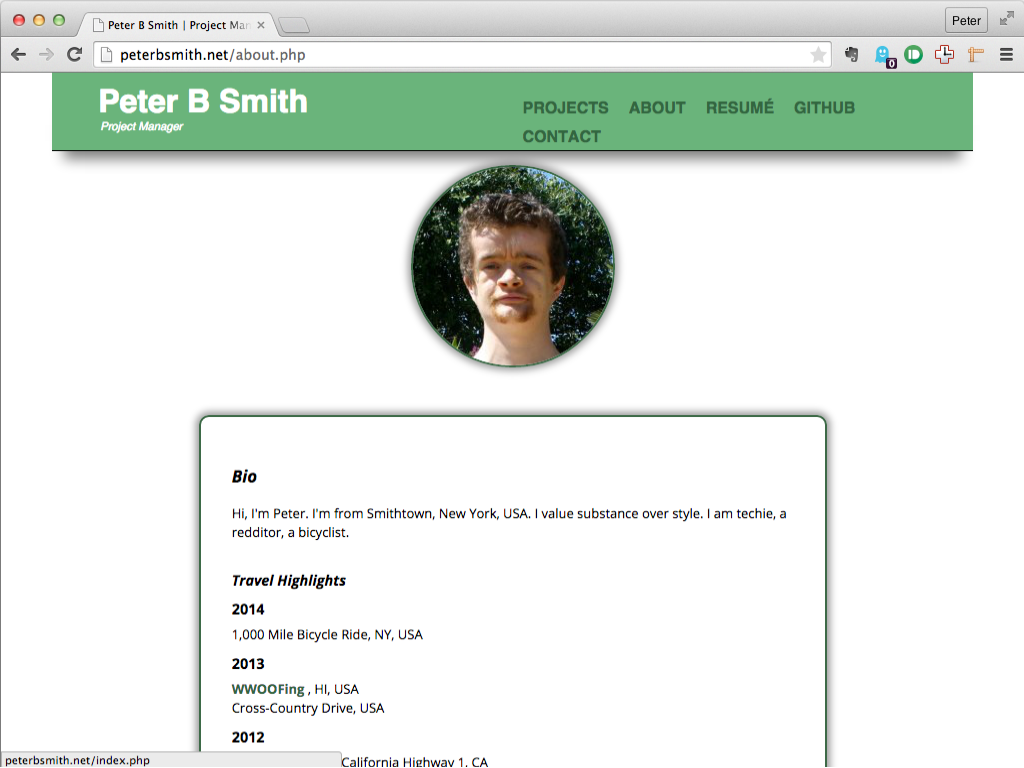 Peter B Smith | Project Man
Peter
peterbsmith.net/about.php
0
Peter B Smith
Project Manager
PROJECTS ABOUT RESUMÉ GITHUB
CONTACT
Bio
Hi, I'm Peter. I'm from Smithtown, New York, USA. I value substance over style. I am techie, a
redditor, a bicyclist.
Travel Highlights
2014
1,000 Mile Bicycle Ride, NY, USA
2013
WWOOFing , HI, USA
Cross-Country Drive, USA
2012
California Highway 1, CA
peterbsmith.net/index.php